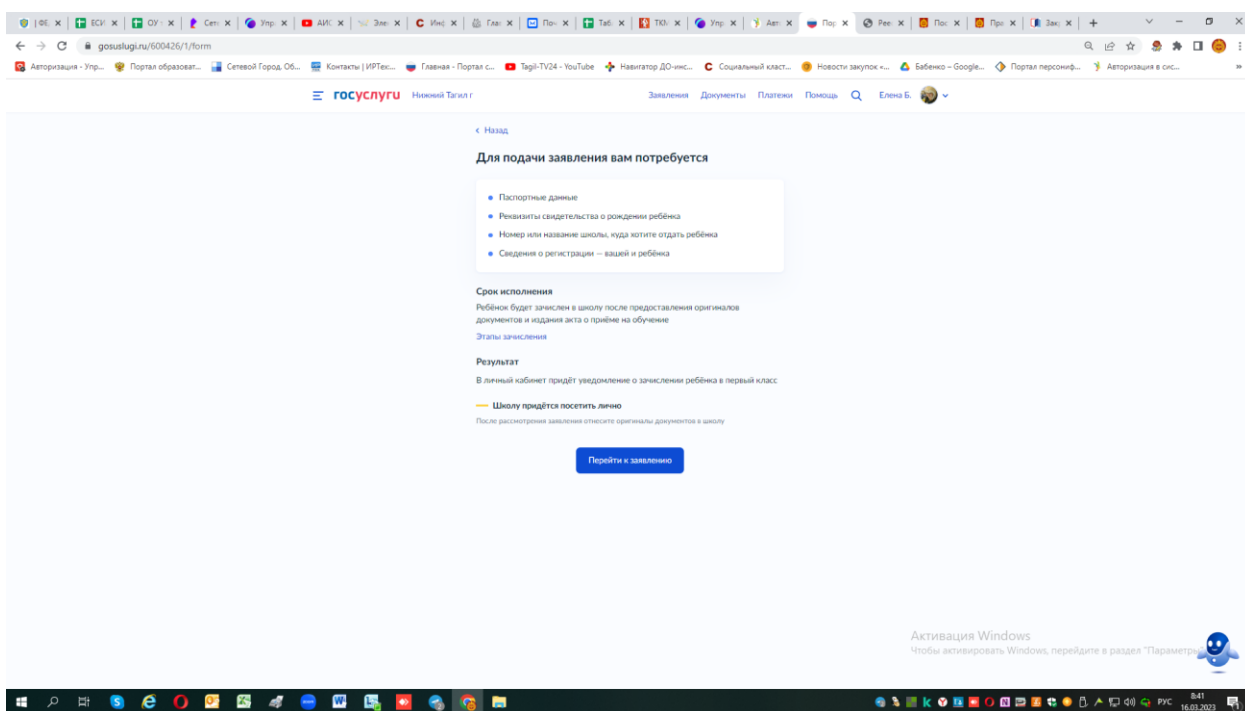 gosuslugi.ru/600426/1/form
Авторизация - Упр... Портал образоват... Сетевой Город. Об... Контакты | ИРТех... Главная - Портал с... Tagil-TV24 - YouTube Навигатор ДО-инс... Социальный класт... Новости закупок «... Бабенко – Google... Портал персониф... Авторизация в сис... »
госуслуги Нижний Тагил г Заявления Документы Платежи Помощь Елена Б.
Назад
Для подачи заявления вам потребуется
Паспортные данные
Реквизиты свидетельства о рождении ребёнка
Номер или название школы, куда хотите отдать ребёнка
Сведения о регистрации — вашей и ребёнка
Срок исполнения
Ребёнок будет зачислен в школу после предоставления оригиналов
документов и издания акта о приёме на обучение
Этапы зачисления
Результат
В личный кабинет придёт уведомление о зачислении ребёнка в первый класс
Школу придётся посетить лично
После рассмотрения заявления отнесите оригиналы документов в школу
Перейти к заявлению
Активация Windows
Чтобы активировать Windows, перейдите в раздел "Параметры
РУС
8:41
16.03.2023